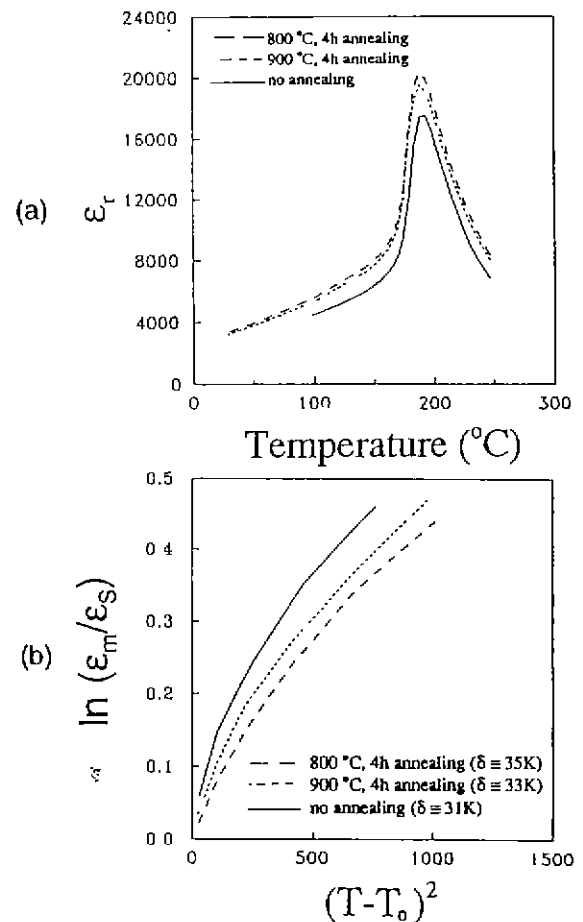 (a)
ε_r
24000
20000
16000
12000
8000
4000
0
800 °C, 4h annealing
900 °C, 4h annealing
no annealing
0 100 200 300
Temperature (°C)
(b)
ln (ε_m/ε_S)
0.5
0 4
0.3
0.2
0.1
0 0
800 °C, 4h annealing (δ ≡ 35K)
900 °C, 4h annealing (δ ≡ 33K)
no annealing (δ ≡ 31K)
0 500 1000 1500
(T-T_o)²